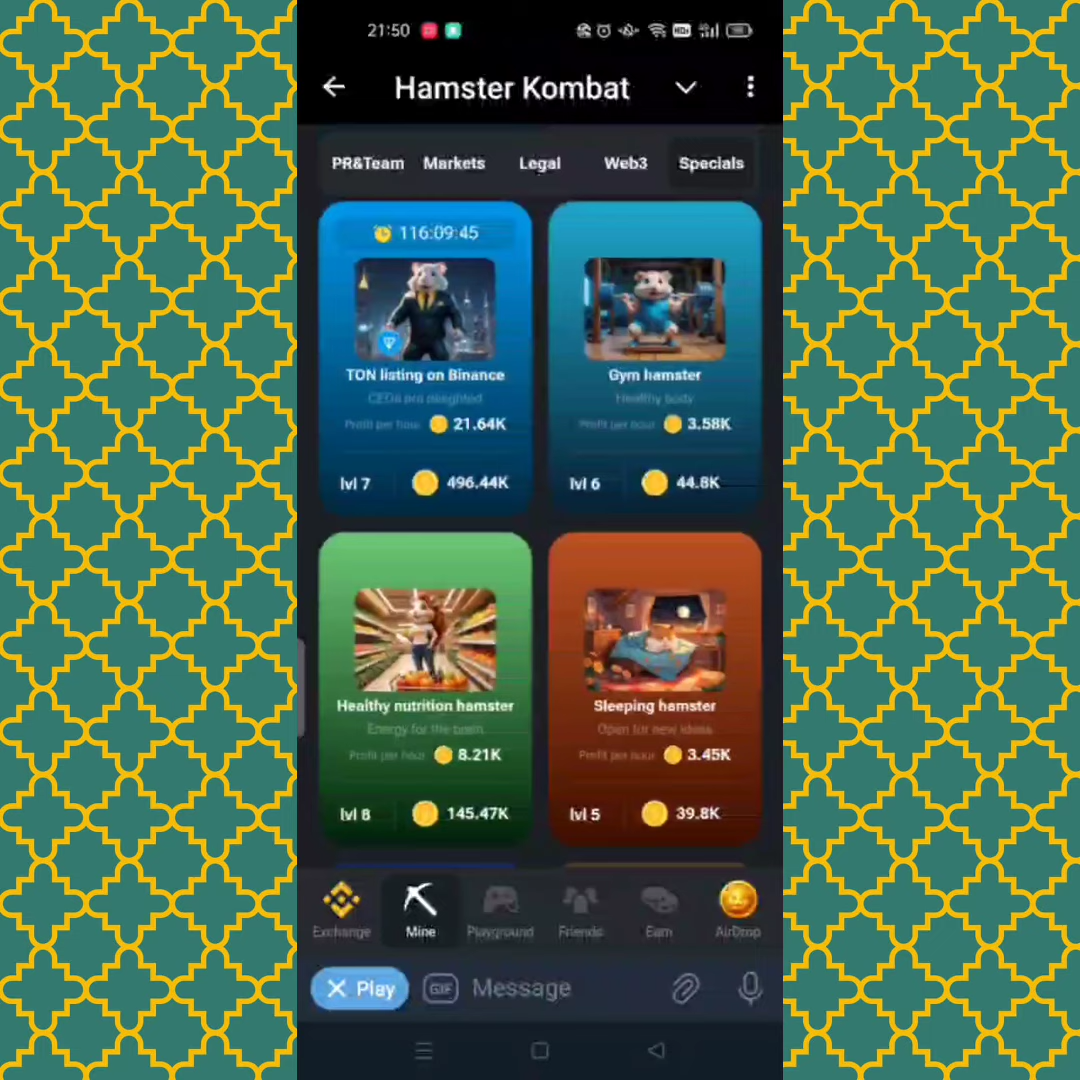 21:50
Hamster Kombat
PR&Team Markets Legal Web3 Specials
116:09:45
TON listing on Binance
CEOs are delighted
Profit per hour 21.64K
lvl 7 496.44K
Gym hamster
Healthy body
Profit per hour 3.58K
lvl 6 44.8K
Healthy nutrition hamster
Energy for the brain
Profit per hour 8.21K
lvl 8 145.47K
Sleeping hamster
Open for new ideas
Profit per hour 3.45K
lvl 5 39.8K
Exchange Mine Playground Friends Earn AirDrop
Play GIF Message